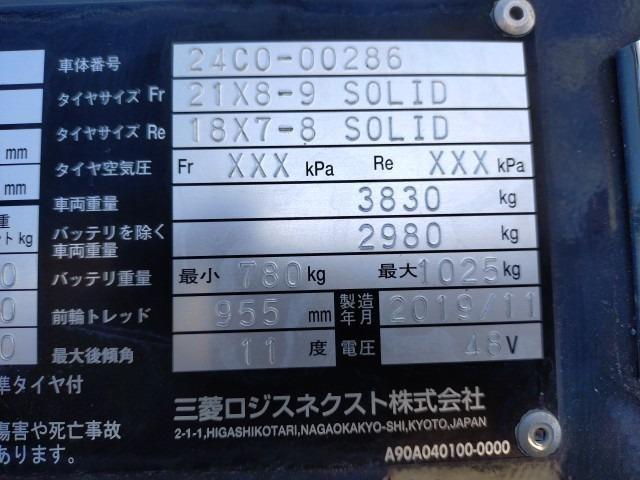 車体番号 24C0-00286
タイヤサイズ Fr 21X8-9 SOLID
タイヤサイズ Re 18X7-8 SOLID
mm タイヤ空気圧 Fr XXX kPa Re XXX kPa
mm 車両重量 3830 kg
重
ット kg バッテリを除く車両重量 2980 kg
0 バッテリ重量 最小 780 kg 最大 1025 kg
0 前輪トレッド 955 mm 製造年月 2019/11
0 最大後傾角 11 度 電圧 48 V
準タイヤ付
三菱ロジスネクスト株式会社
傷害や死亡事故
2-1-1,HIGASHIKOTARI,NAGAOKAKYO-SHI,KYOTO,JAPAN
あります。
A90A040100-0000